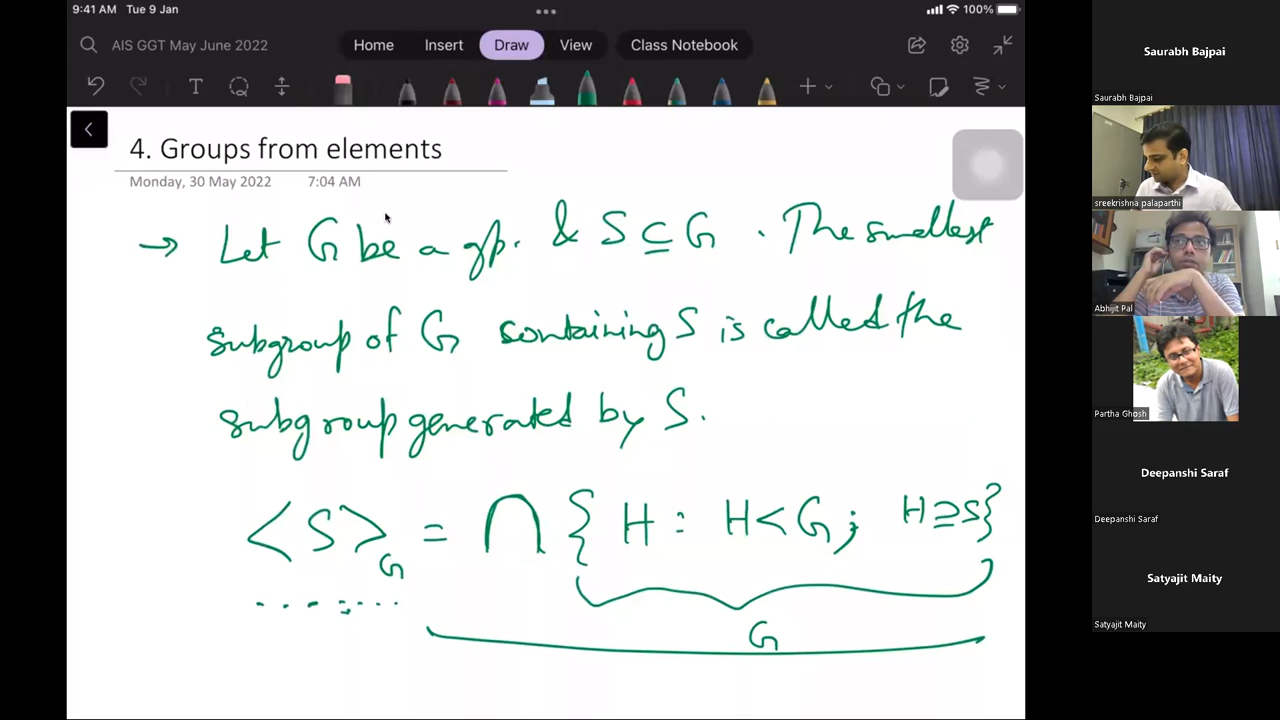 9:41 AM Tue 9 Jan
100%
AIS GGT May June 2022
Home Insert Draw View Class Notebook
T
4. Groups from elements
Monday, 30 May 2022 7:04 AM
→ Let G be a gp. & S ⊆ G. The smallest
subgroup of G containing S is called the
subgroup generated by S.
<S>_G = ∩ { H : H < G; H ⊇ S }
G
Saurabh Bajpai
Saurabh Bajpai
sreekrishna palaparthi
Abhijit Pal
Partha Ghosh
Deepanshi Saraf
Deepanshi Saraf
Satyajit Maity
Satyajit Maity